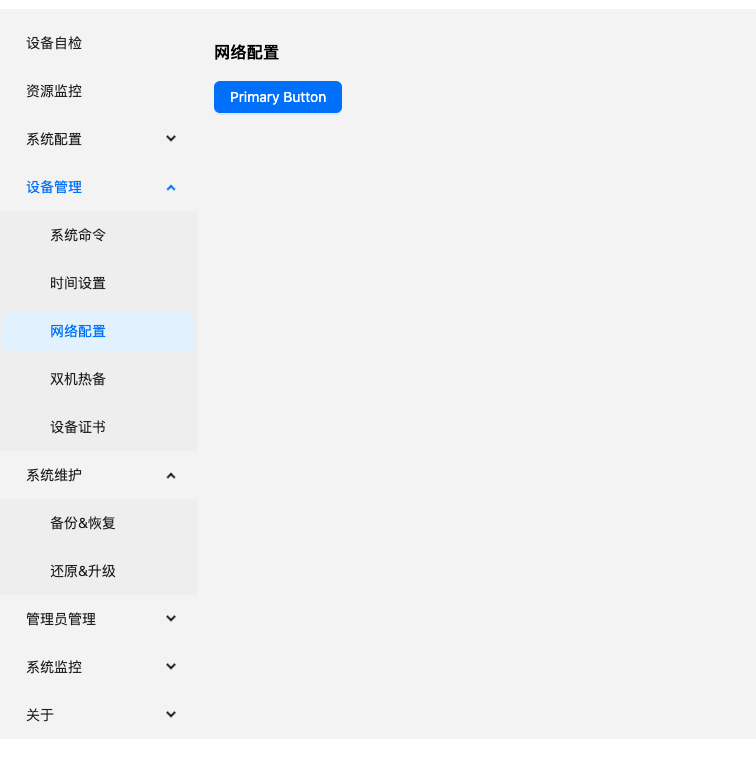 设备自检
资源监控
系统配置
设备管理
系统命令
时间设置
网络配置
双机热备
设备证书
系统维护
备份&恢复
还原&升级
管理员管理
系统监控
关于
网络配置
Primary Button